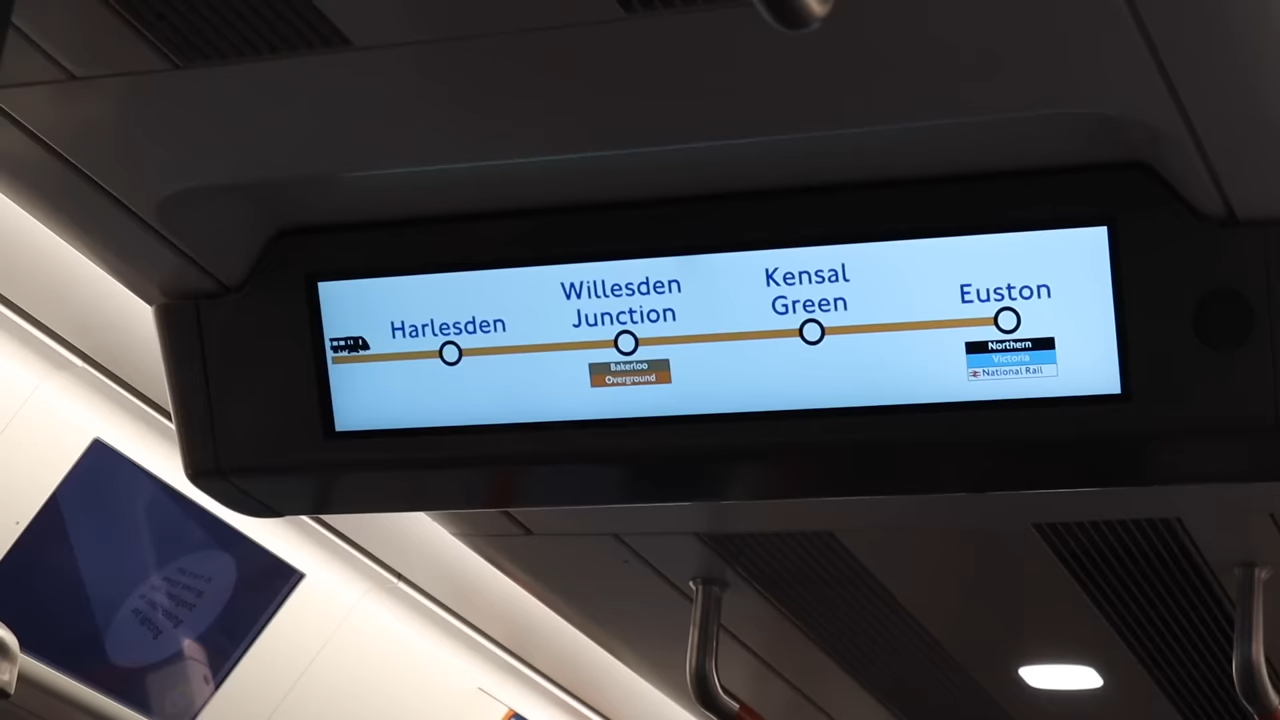 Harlesden
Willesden
Junction
Bakerloo
Overground
Kensal
Green
Euston
Northern
Victoria
National Rail